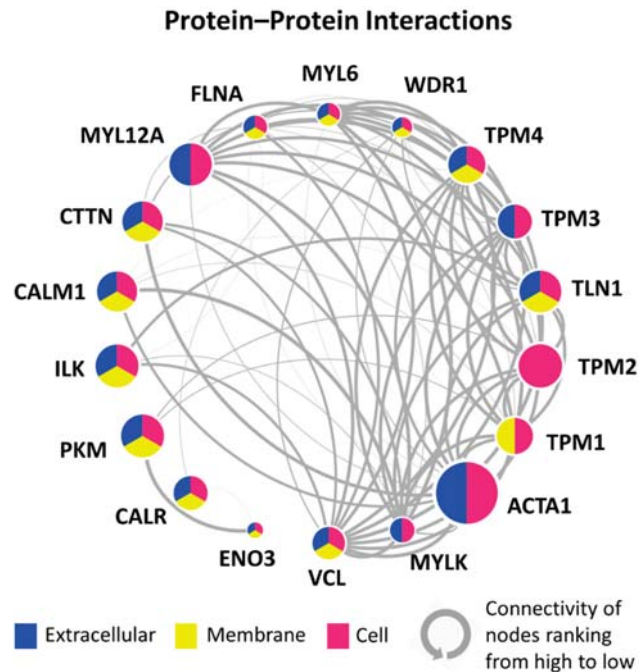 Protein–Protein Interactions
MYL6
WDR1
FLNA
TPM4
MYL12A
TPM3
CTTN
TLN1
CALM1
TPM2
ILK
TPM1
PKM
ACTA1
CALR
MYLK
ENO3
VCL
Extracellular
Membrane
Cell
Connectivity of
nodes ranking
from high to low